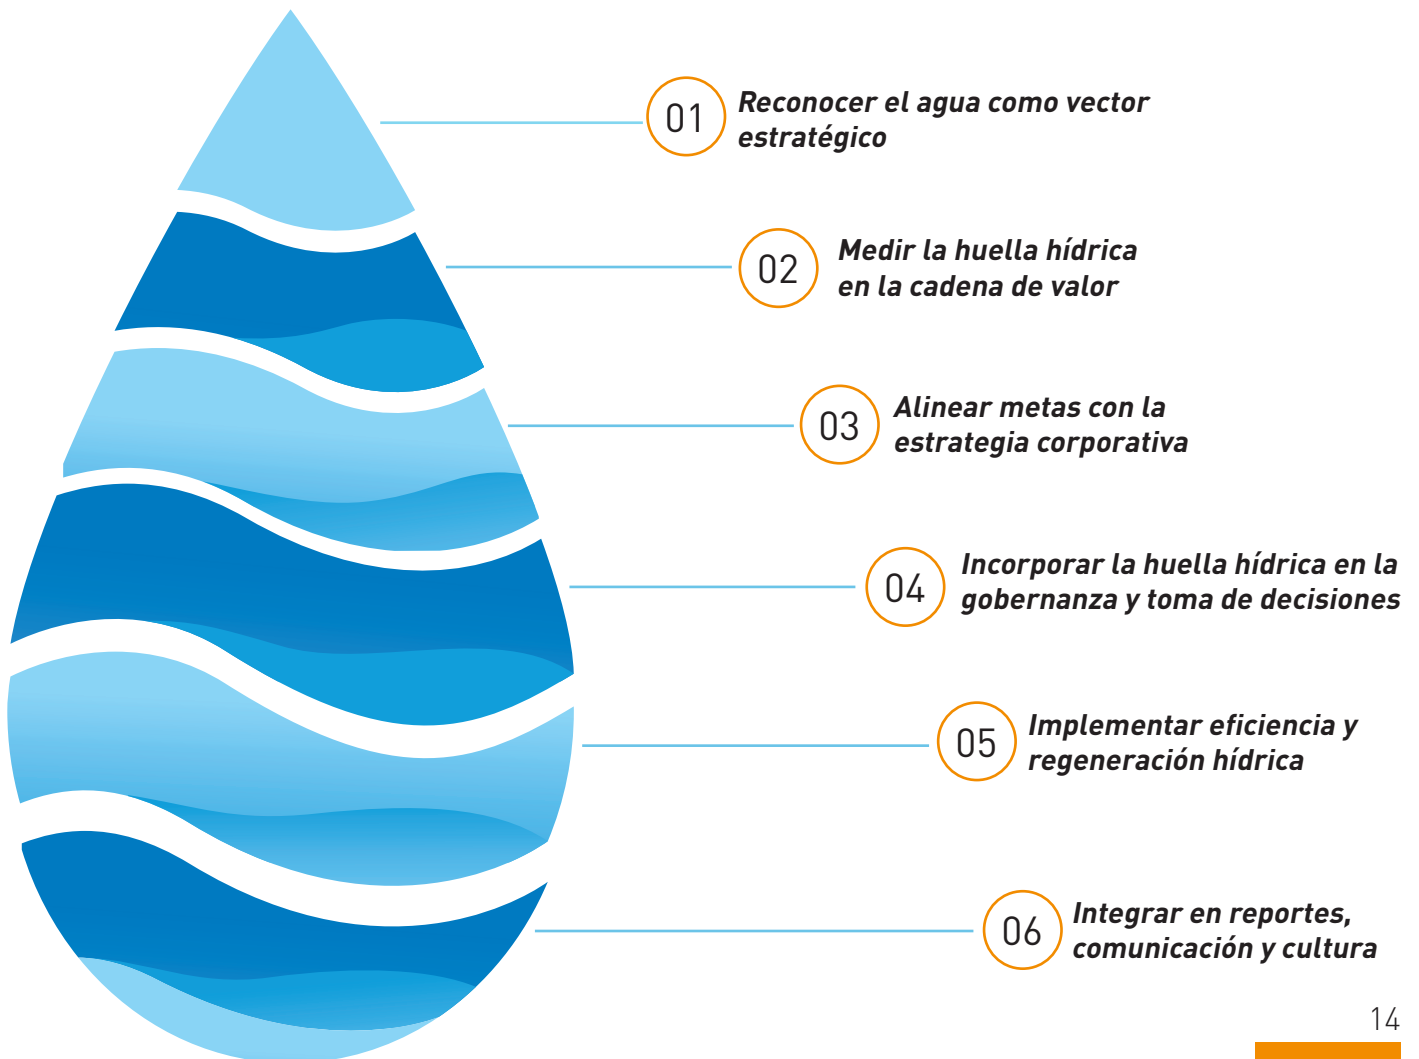 01
Reconocer el agua como vector
estratégico
02
Medir la huella hídrica
en la cadena de valor
03
Alinear metas con la
estrategia corporativa
04
Incorporar la huella hídrica en la
gobernanza y toma de decisiones
05
Implementar eficiencia y
regeneración hídrica
06
Integrar en reportes,
comunicación y cultura
14